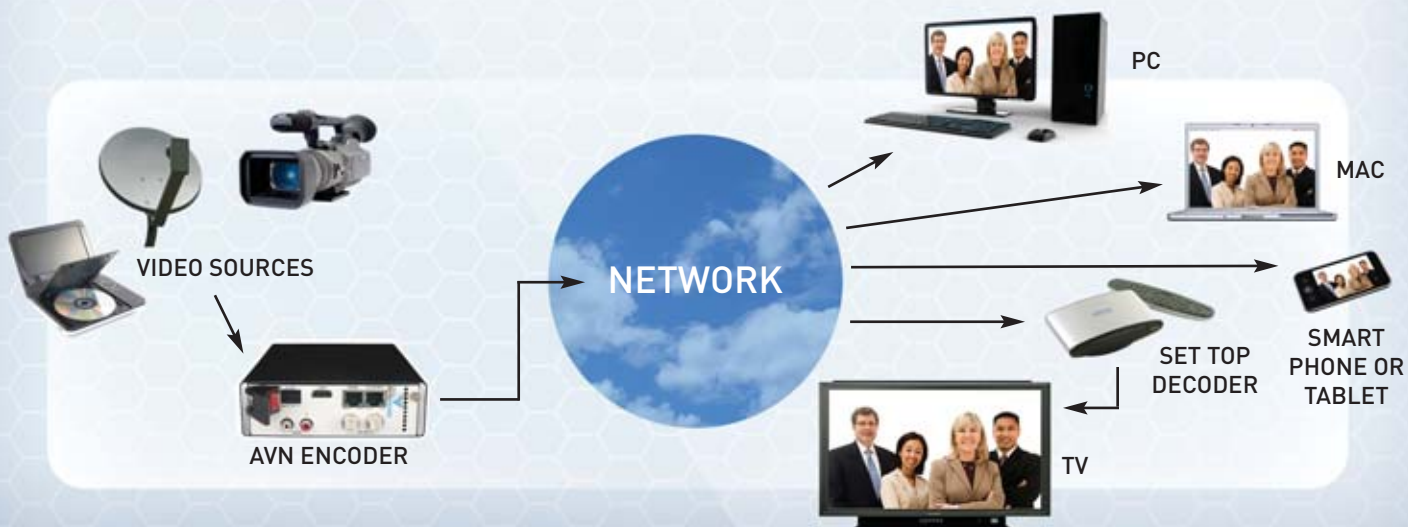 PC
MAC
VIDEO SOURCES
NETWORK
SET TOP
DECODER
SMART
PHONE OR
TABLET
AVN ENCODER
TV